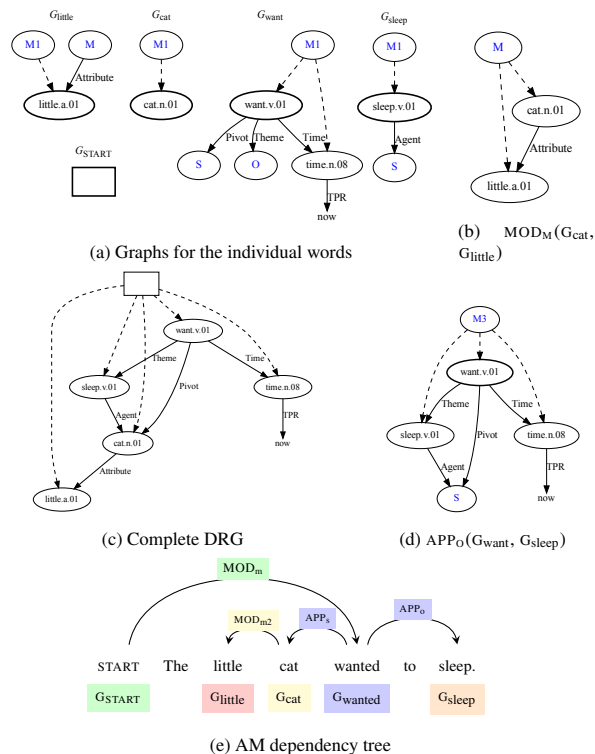 G_little G_cat G_want G_sleep
M1 M M1 M1 M1
Attribute
little.a.01 cat.n.01 want.v.01 sleep.v.01
Pivot Theme Time Agent
S O time.n.08 S
TPR
now
G_START
M
cat.n.01
Attribute
little.a.01
(a) Graphs for the individual words
(b) MOD_M(G_cat,
G_little)
want.v.01
Theme Pivot Time
sleep.v.01 time.n.08
Agent TPR
cat.n.01 now
Attribute
little.a.01
(c) Complete DRG
M3
want.v.01
Theme Pivot Time
sleep.v.01 time.n.08
Agent TPR
S now
(d) APP_O(G_want, G_sleep)
MOD_m
MOD_m2 APP_s APP_o
START The little cat wanted to sleep.
G_START G_little G_cat G_wanted G_sleep
(e) AM dependency tree